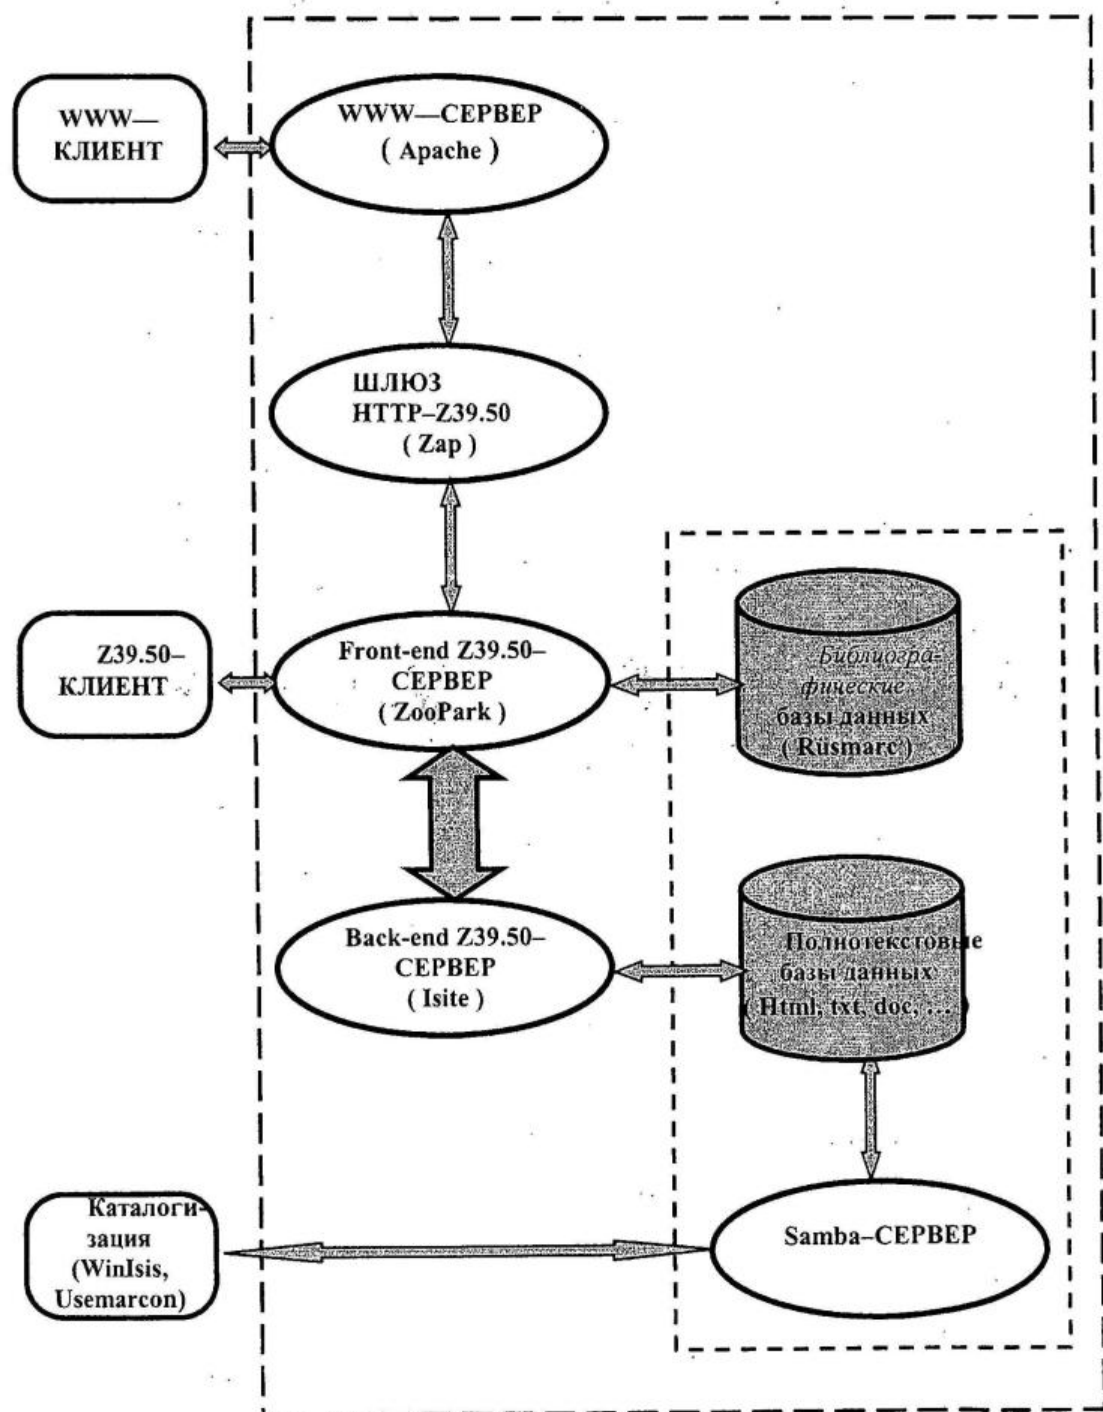 WWW—
КЛИЕНТ
WWW—СЕРВЕР
( Apache )
ШЛЮЗ
HTTP–Z39.50
( Zap )
Z39.50–
КЛИЕНТ
Front-end Z39.50–
СЕРВЕР
( ZooPark )
Библиогра-
фические
базы данных
( Rusmarc )
Back-end Z39.50–
СЕРВЕР
( Isite )
Полнотекстовые
базы данных
( Html, txt, doc, … )
Каталоги-
зация
(WinIsis,
Usemarcon)
Samba–СЕРВЕР